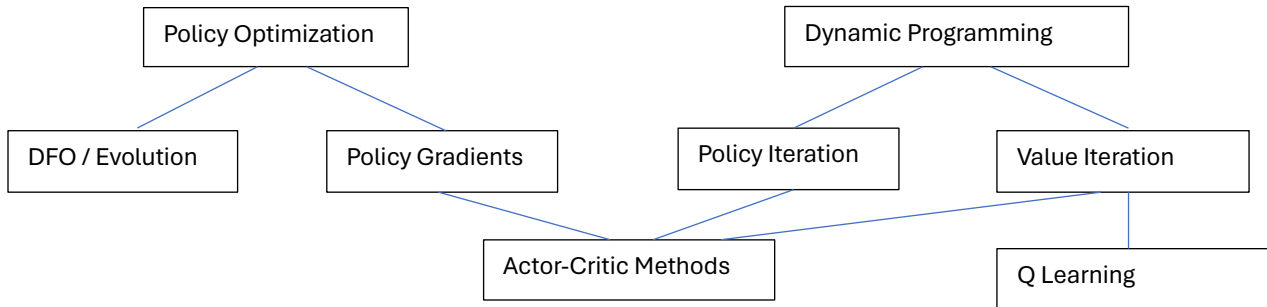 Policy Optimization
Dynamic Programming
DFO / Evolution
Policy Gradients
Policy Iteration
Value Iteration
Actor-Critic Methods
Q Learning